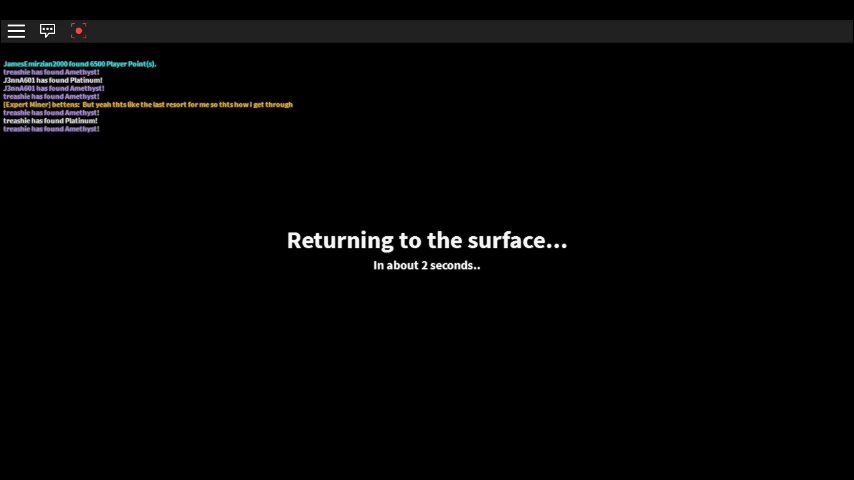 JamesEmirzian2000 found 6500 Player Point(s).
treashie has found Amethyst!
J3nnA601 has found Platinum!
J3nnA601 has found Amethyst!
treashie has found Amethyst!
[Expert Miner] bettens: But yeah thts like the last resort for me so thts how i get through
treashie has found Amethyst!
treashie has found Platinum!
treashie has found Amethyst!
Returning to the surface...
In about 2 seconds..